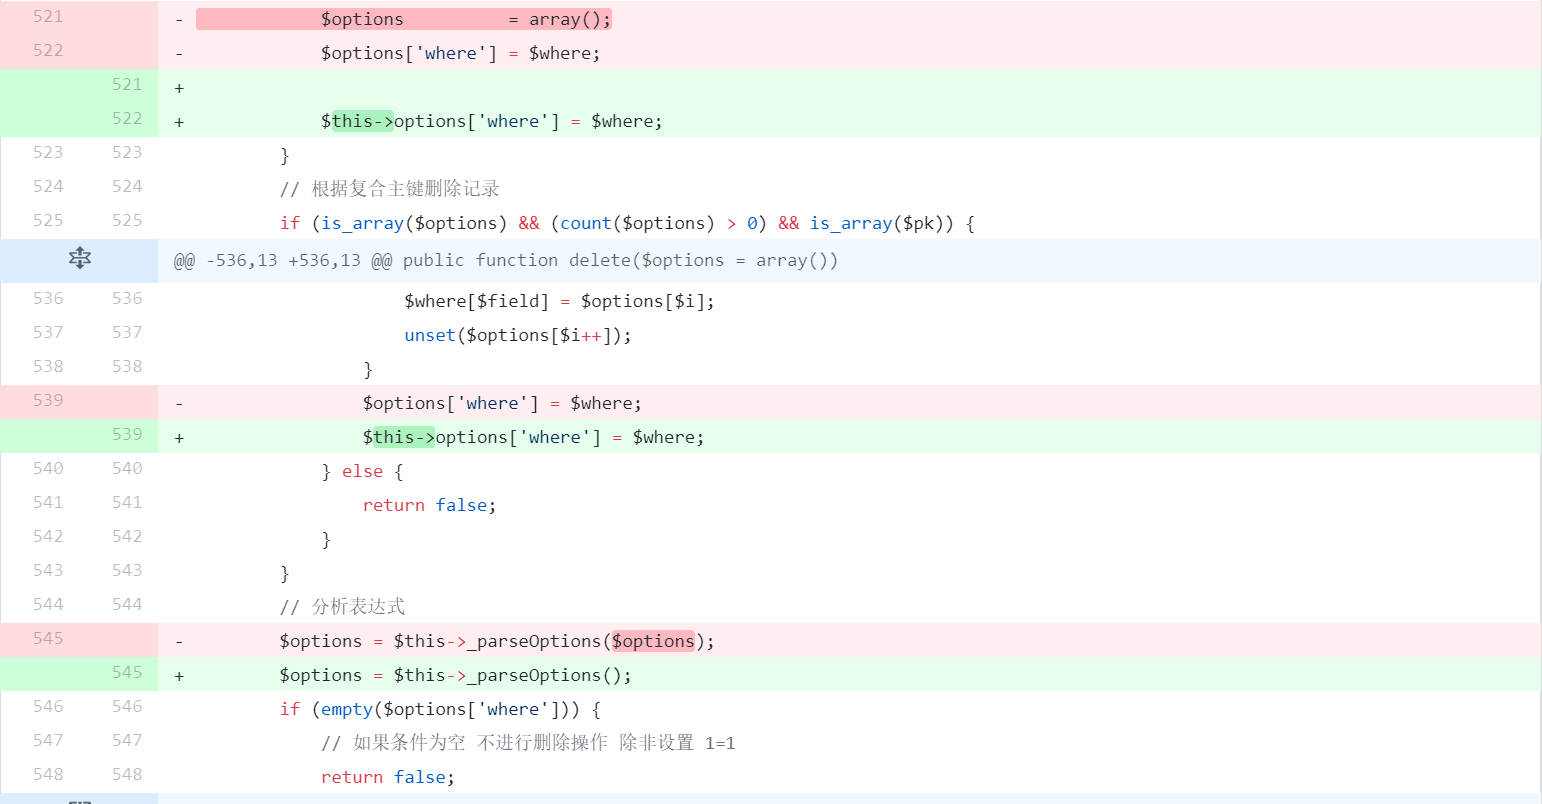 521 - $options          = array();
522 - $options['where'] = $where;
521 +
522 + $this->options['where'] = $where;
523 523 }
524 524 // 根据复合主键删除记录
525 525 if (is_array($options) && (count($options) > 0) && is_array($pk)) {
@@ -536,13 +536,13 @@ public function delete($options = array())
536 536 $where[$field] = $options[$i];
537 537 unset($options[$i++]);
538 538 }
539 - $options['where'] = $where;
539 + $this->options['where'] = $where;
540 540 } else {
541 541 return false;
542 542 }
543 543 }
544 544 // 分析表达式
545 - $options = $this->_parseOptions($options);
545 + $options = $this->_parseOptions();
546 546 if (empty($options['where'])) {
547 547 // 如果条件为空 不进行删除操作 除非设置 1=1
548 548 return false;